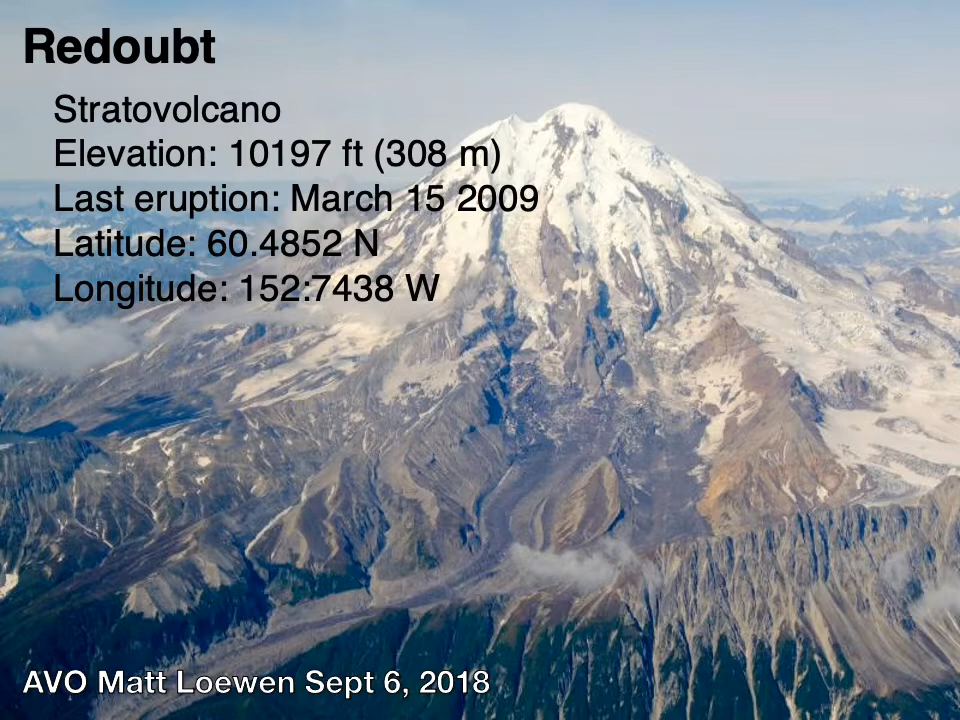 Redoubt
Stratovolcano
Elevation: 10197 ft (308 m)
Last eruption: March 15 2009
Latitude: 60.4852 N
Longitude: 152:7438 W
AVO Matt Loewen Sept 6, 2018